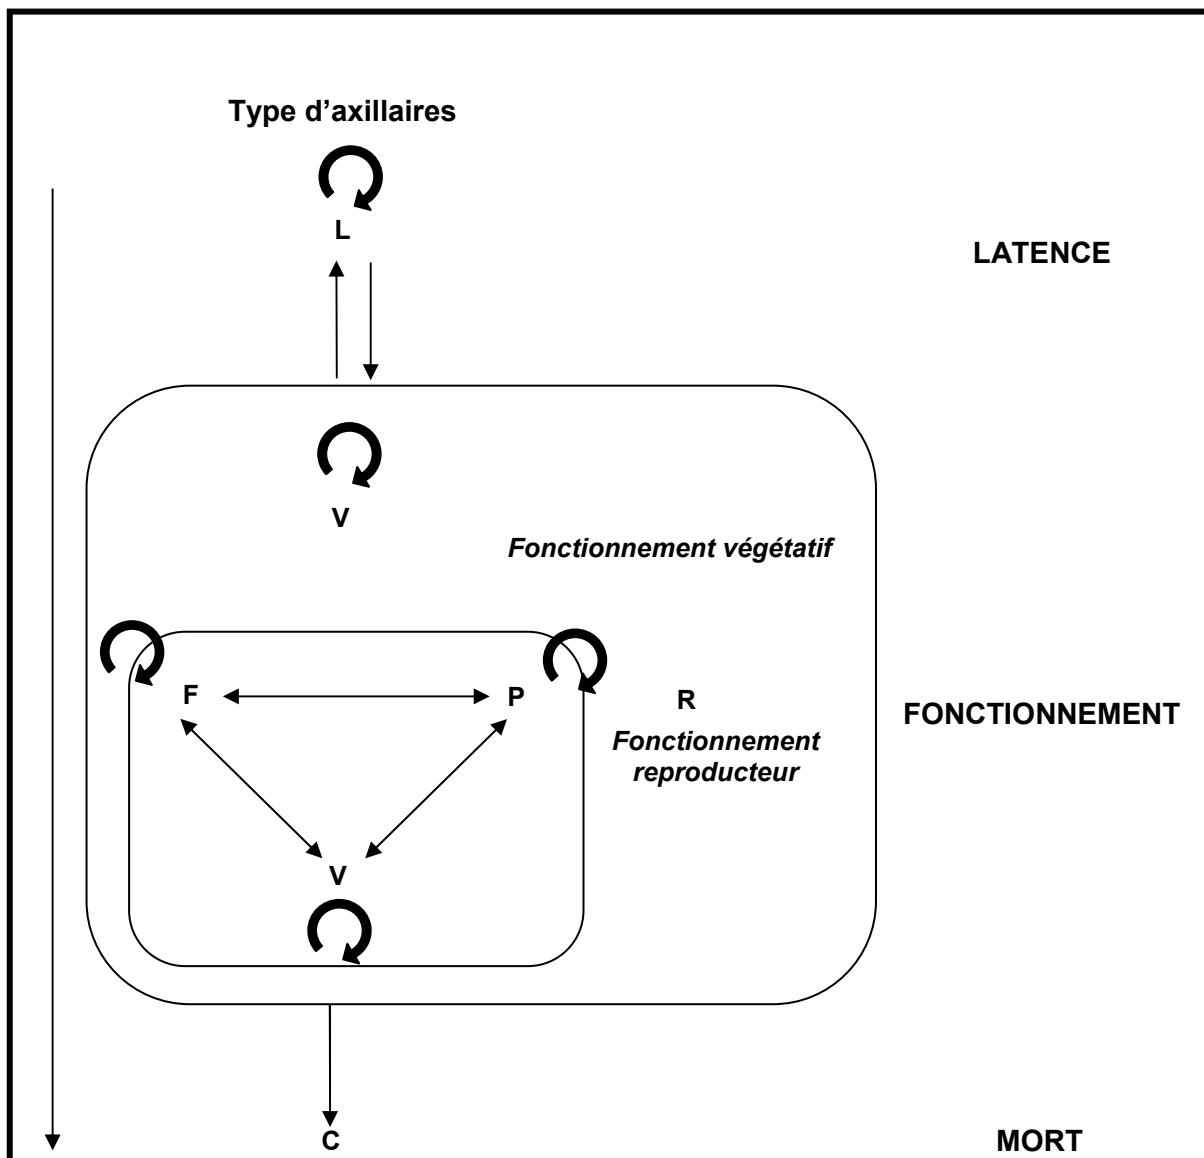 Type d’axillaires
L
LATENCE
V
Fonctionnement végétatif
F
P
R
FONCTIONNEMENT
Fonctionnement
reproducteur
V
C
MORT